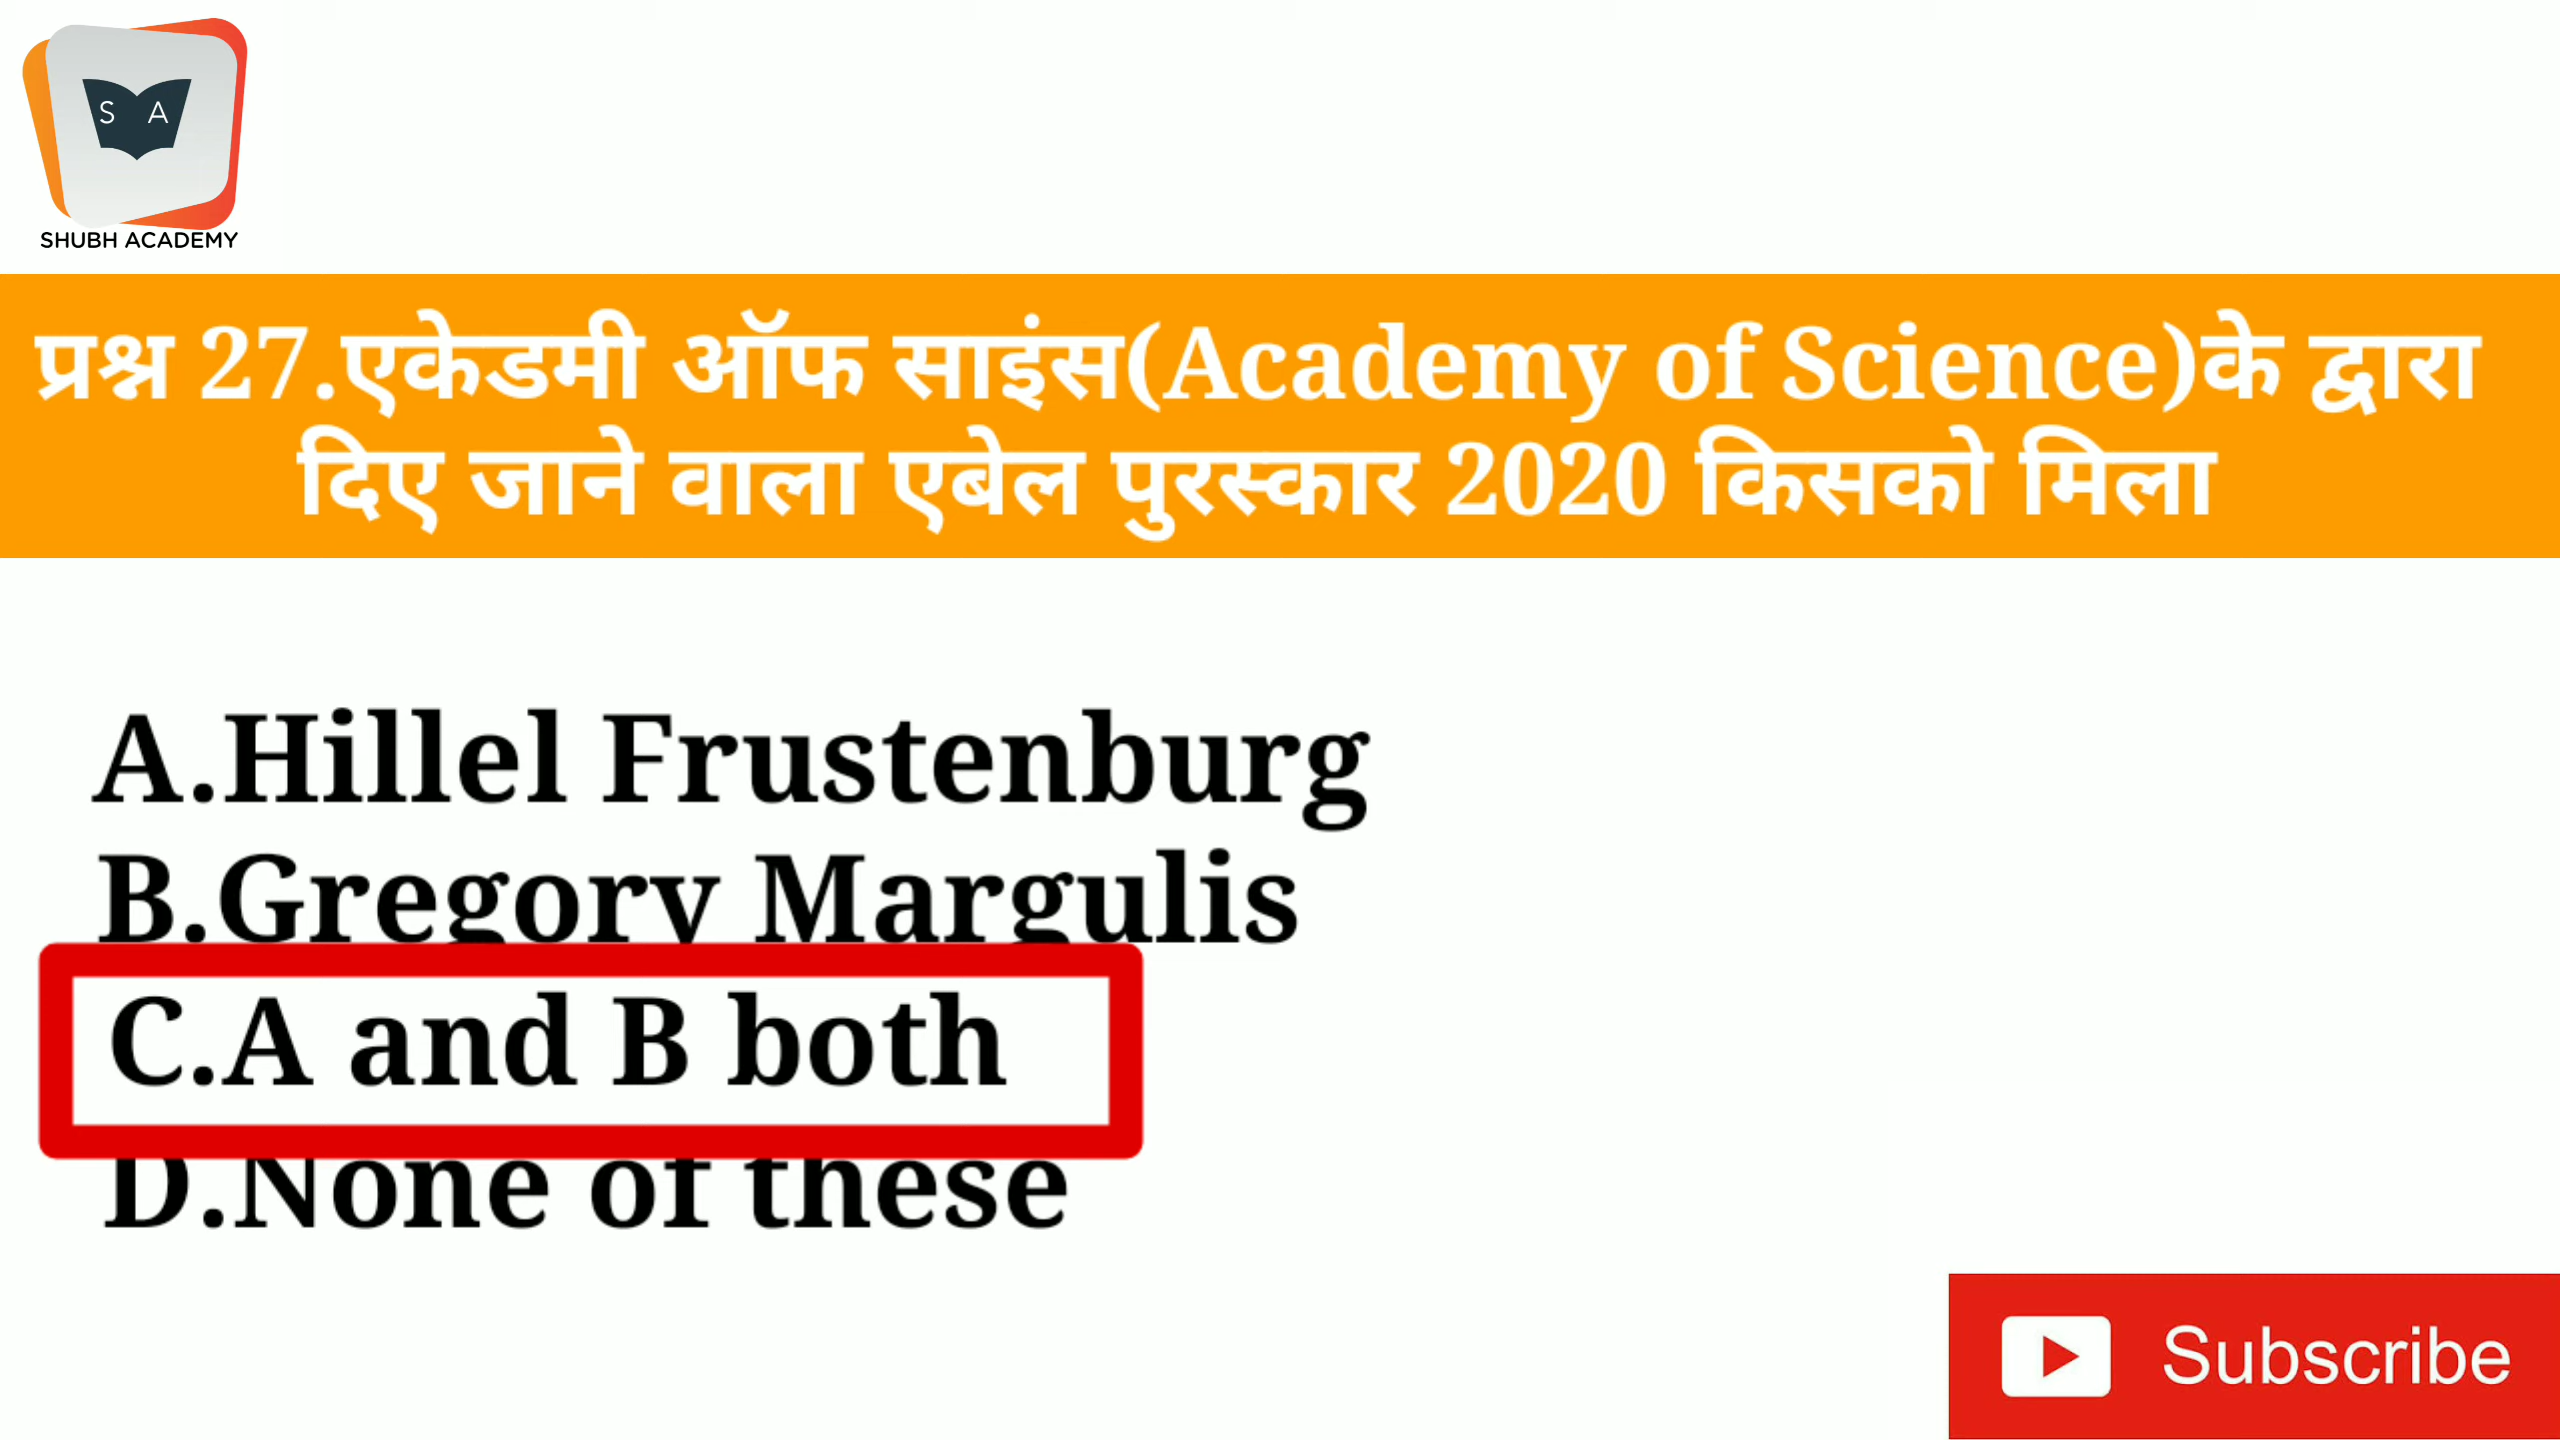 S A
SHUBH ACADEMY
प्रश्न 27.एकेडमी ऑफ साइंस(Academy of Science)के द्वारा
दिए जाने वाला एबेल पुरस्कार 2020 किसको मिला
A.Hillel Frustenburg
B.Gregory Margulis
C.A and B both
D.None of these
Subscribe